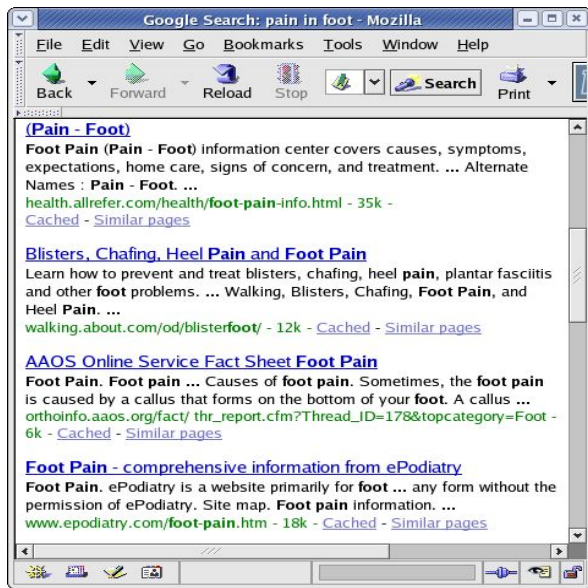 Google Search: pain in foot - Mozilla
File Edit View Go Bookmarks Tools Window Help
Back Forward Reload Stop Search Print
(Pain - Foot)
Foot Pain (Pain - Foot) information center covers causes, symptoms,
expectations, home care, signs of concern, and treatment. ... Alternate
Names : Pain - Foot. ...
health.allrefer.com/health/foot-pain-info.html - 35k -
Cached - Similar pages
Blisters, Chafing, Heel Pain and Foot Pain
Learn how to prevent and treat blisters, chafing, heel pain, plantar fasciitis
and other foot problems. ... Walking, Blisters, Chafing, Foot Pain, and
Heel Pain. ...
walking.about.com/od/blisterfoot/ - 12k - Cached - Similar pages
AAOS Online Service Fact Sheet Foot Pain
Foot Pain. Foot pain ... Causes of foot pain. Sometimes, the foot pain
is caused by a callus that forms on the bottom of your foot. A callus ...
orthoinfo.aaos.org/fact/ thr_report.cfm?Thread_ID=178&topcategory=Foot -
6k - Cached - Similar pages
Foot Pain - comprehensive information from ePodiatry
Foot Pain. ePodiatry is a website primarily for foot ... any form without the
permission of ePodiatry. Site map. Foot pain information. ...
www.epodiatry.com/foot-pain.htm - 18k - Cached - Similar pages